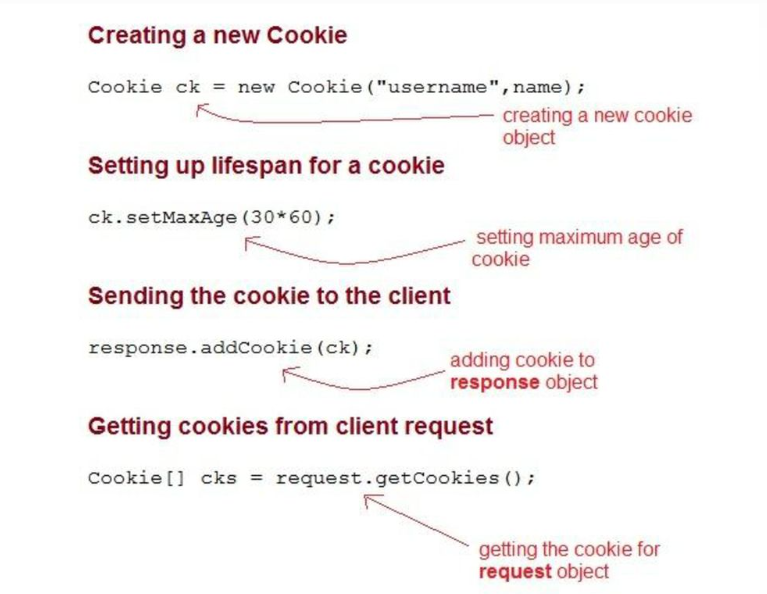 Creating a new Cookie
Cookie ck = new Cookie("username",name);
creating a new cookie
object
Setting up lifespan for a cookie
ck.setMaxAge(30*60);
setting maximum age of
cookie
Sending the cookie to the client
response.addCookie(ck);
adding cookie to
response object
Getting cookies from client request
Cookie[] cks = request.getCookies();
getting the cookie for
request object